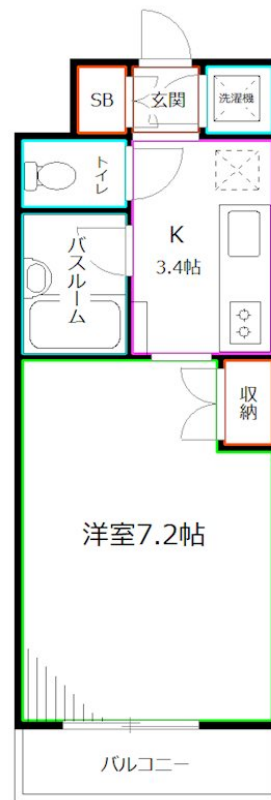 SB
玄関
洗濯機
トイレ
K
3.4帖
バスルーム
収納
洋室7.2帖
バルコニー